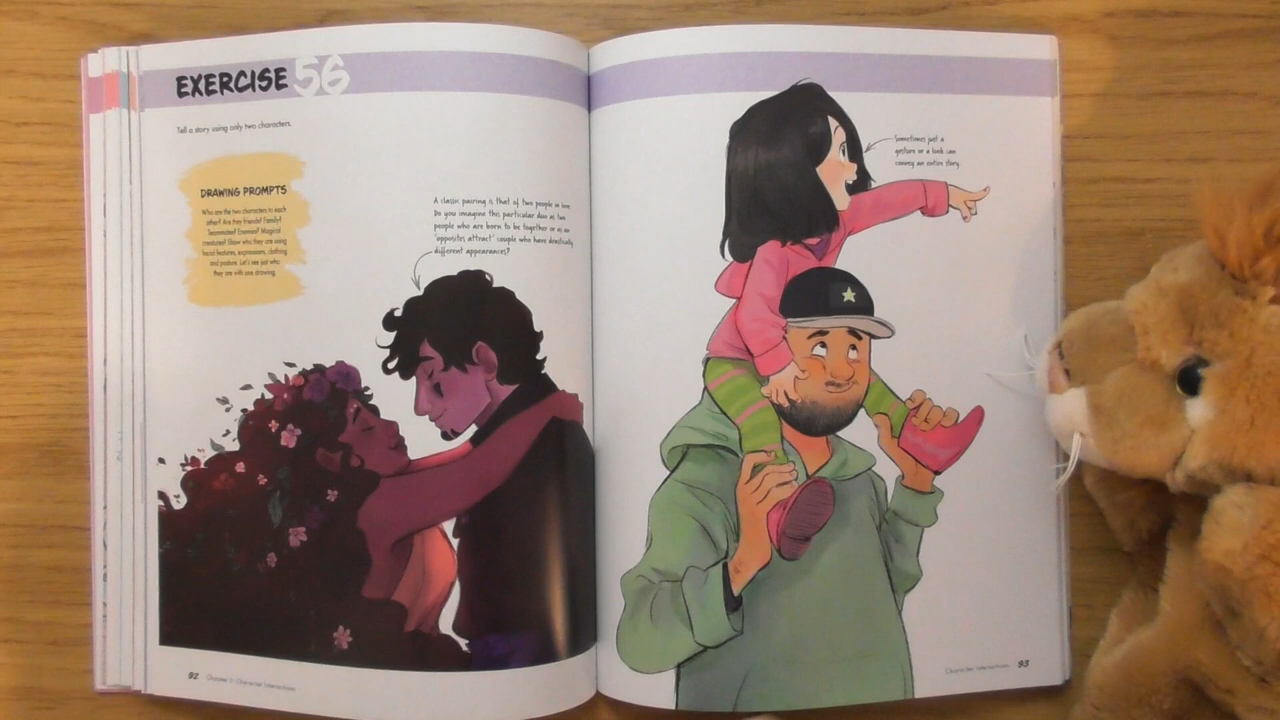 EXERCISE 56
Tell a story using only two characters.
DRAWING PROMPTS
Who are the two characters to each
other? Are they friends? Family?
Teammates? Enemies? Magical
creatures? Show who they are using
facial features, expressions, clothing
and posture. Let's see just who
they are with one drawing.
A classic pairing is that of two people in love.
Do you imagine this particular duo as two
people who are born to be together or as an
"opposites attract" couple who have drastically
different appearances?
92 Chapter 2: Character Interactions
Sometimes just a
gesture or a look can
convey an entire story.
Character Interactions 93